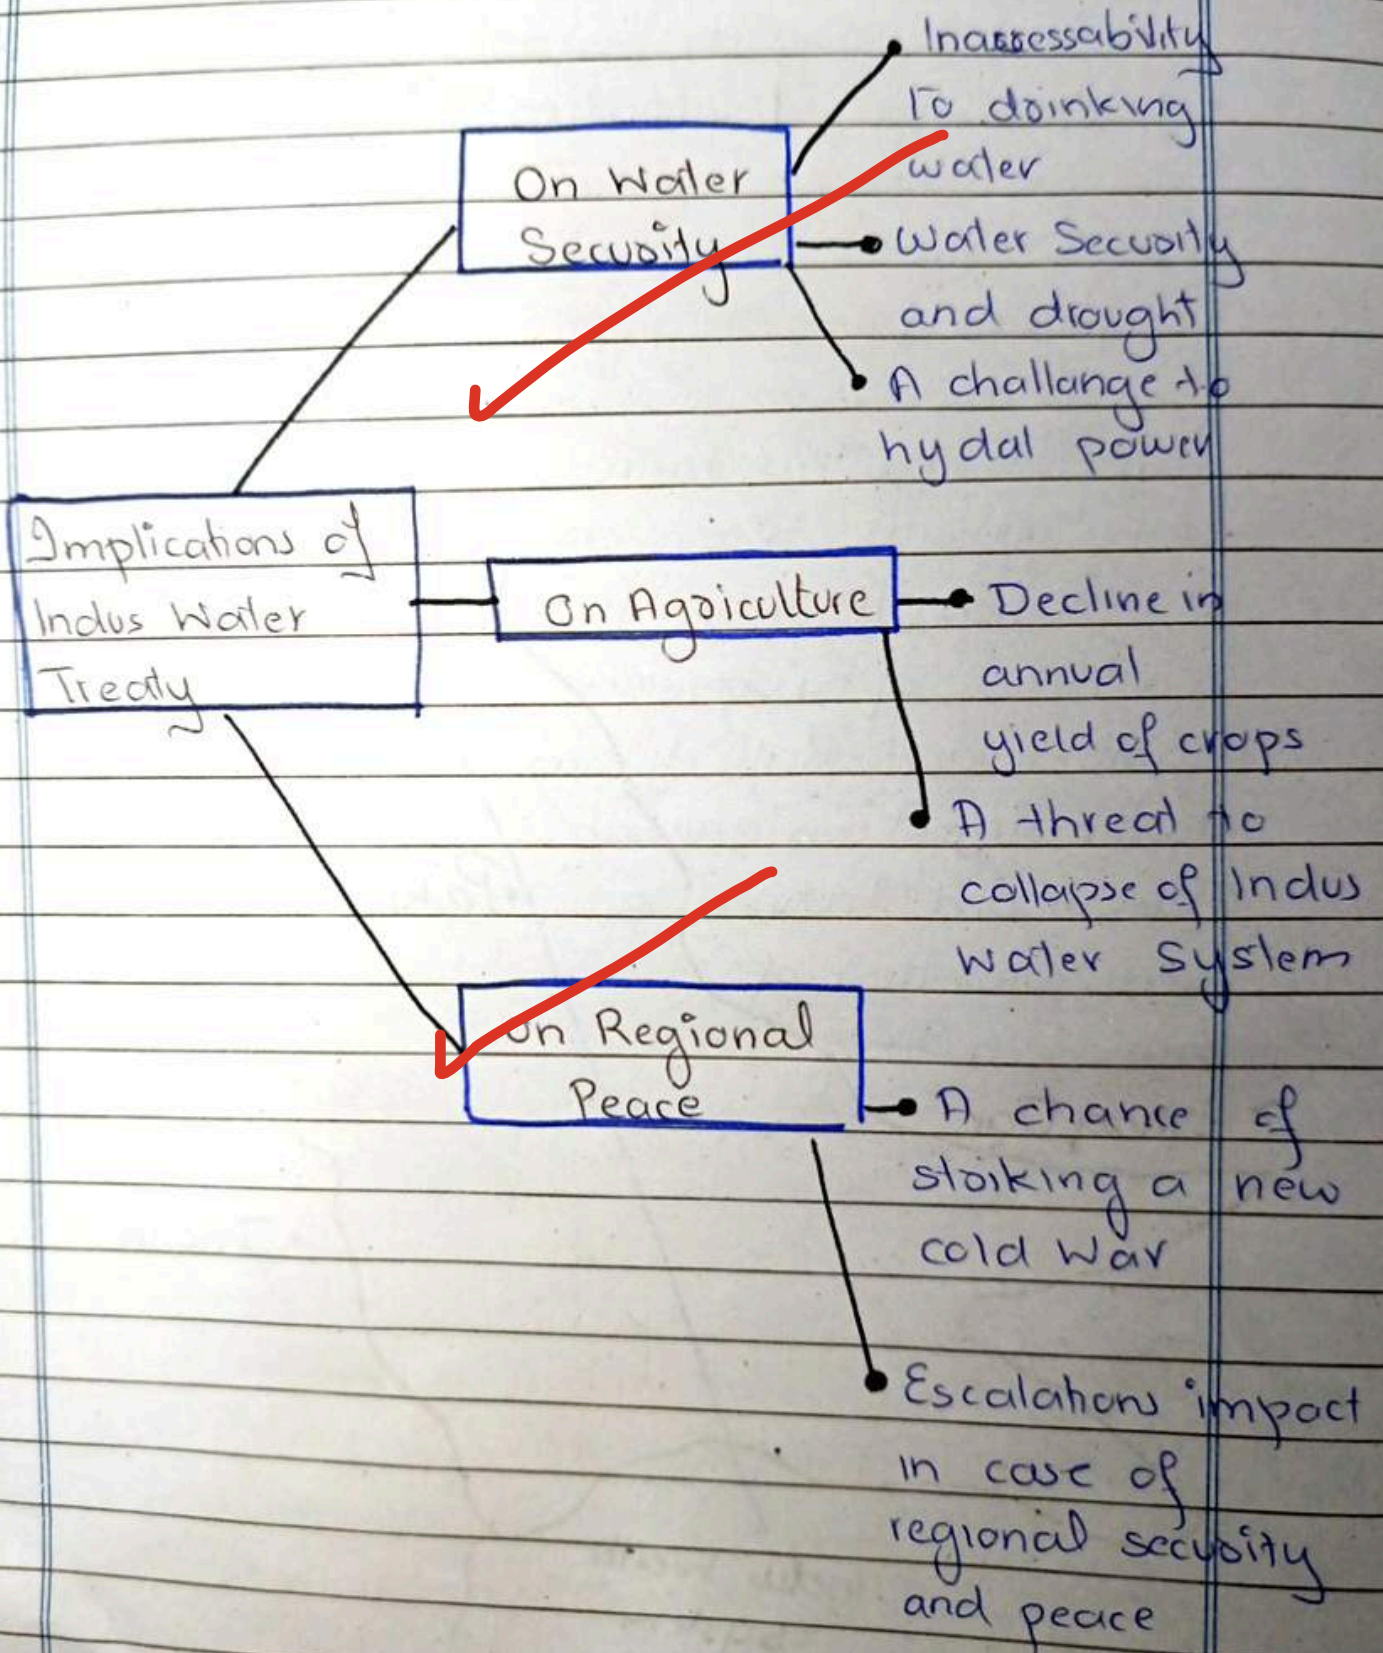 Implications of
Indus Water
Treaty
On Water
Security
Inaccessability
To drinking
water
Water Security
and drought
A challange to
hydal power
On Agriculture
Decline in
annual
yield of crops
A threat to
collapse of Indus
Water System
On Regional
Peace
A chance of
striking a new
cold war
Escalations impact
in case of
regional security
and peace